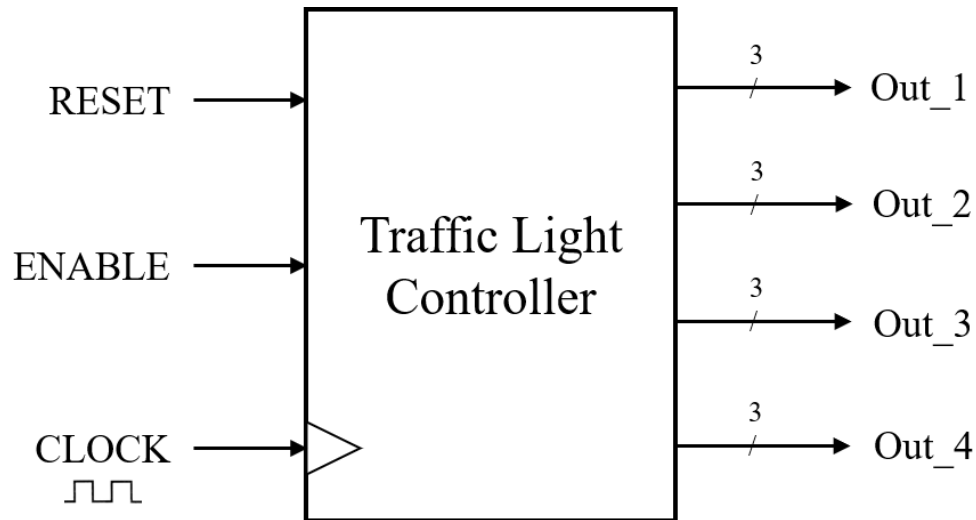 RESET
ENABLE
CLOCK
Traffic Light
Controller
3
Out_1
3
Out_2
3
Out_3
3
Out_4